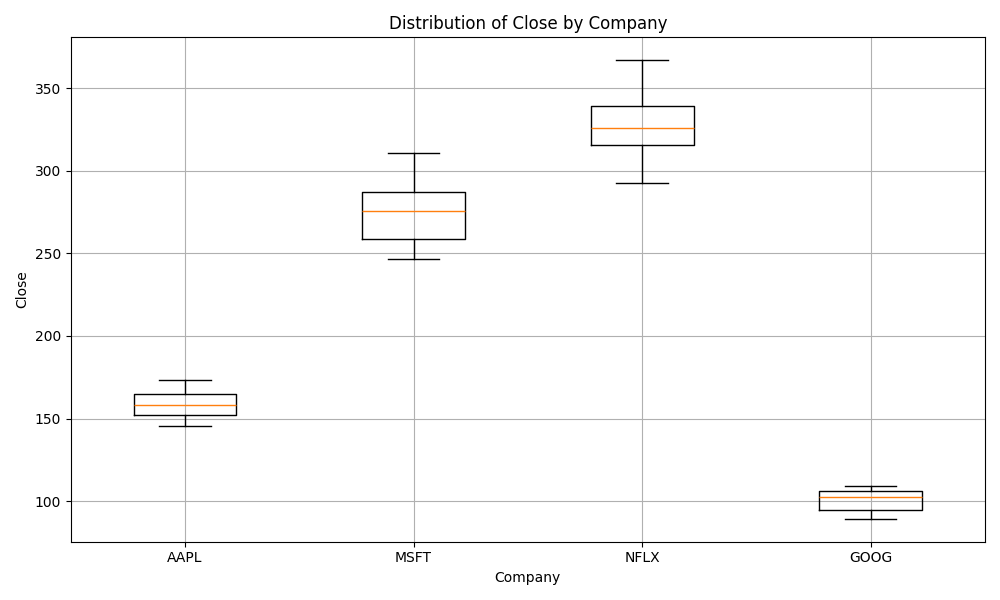 Distribution of Close by Company
Close
350
300
250
200
150
100
AAPL
MSFT
NFLX
GOOG
Company